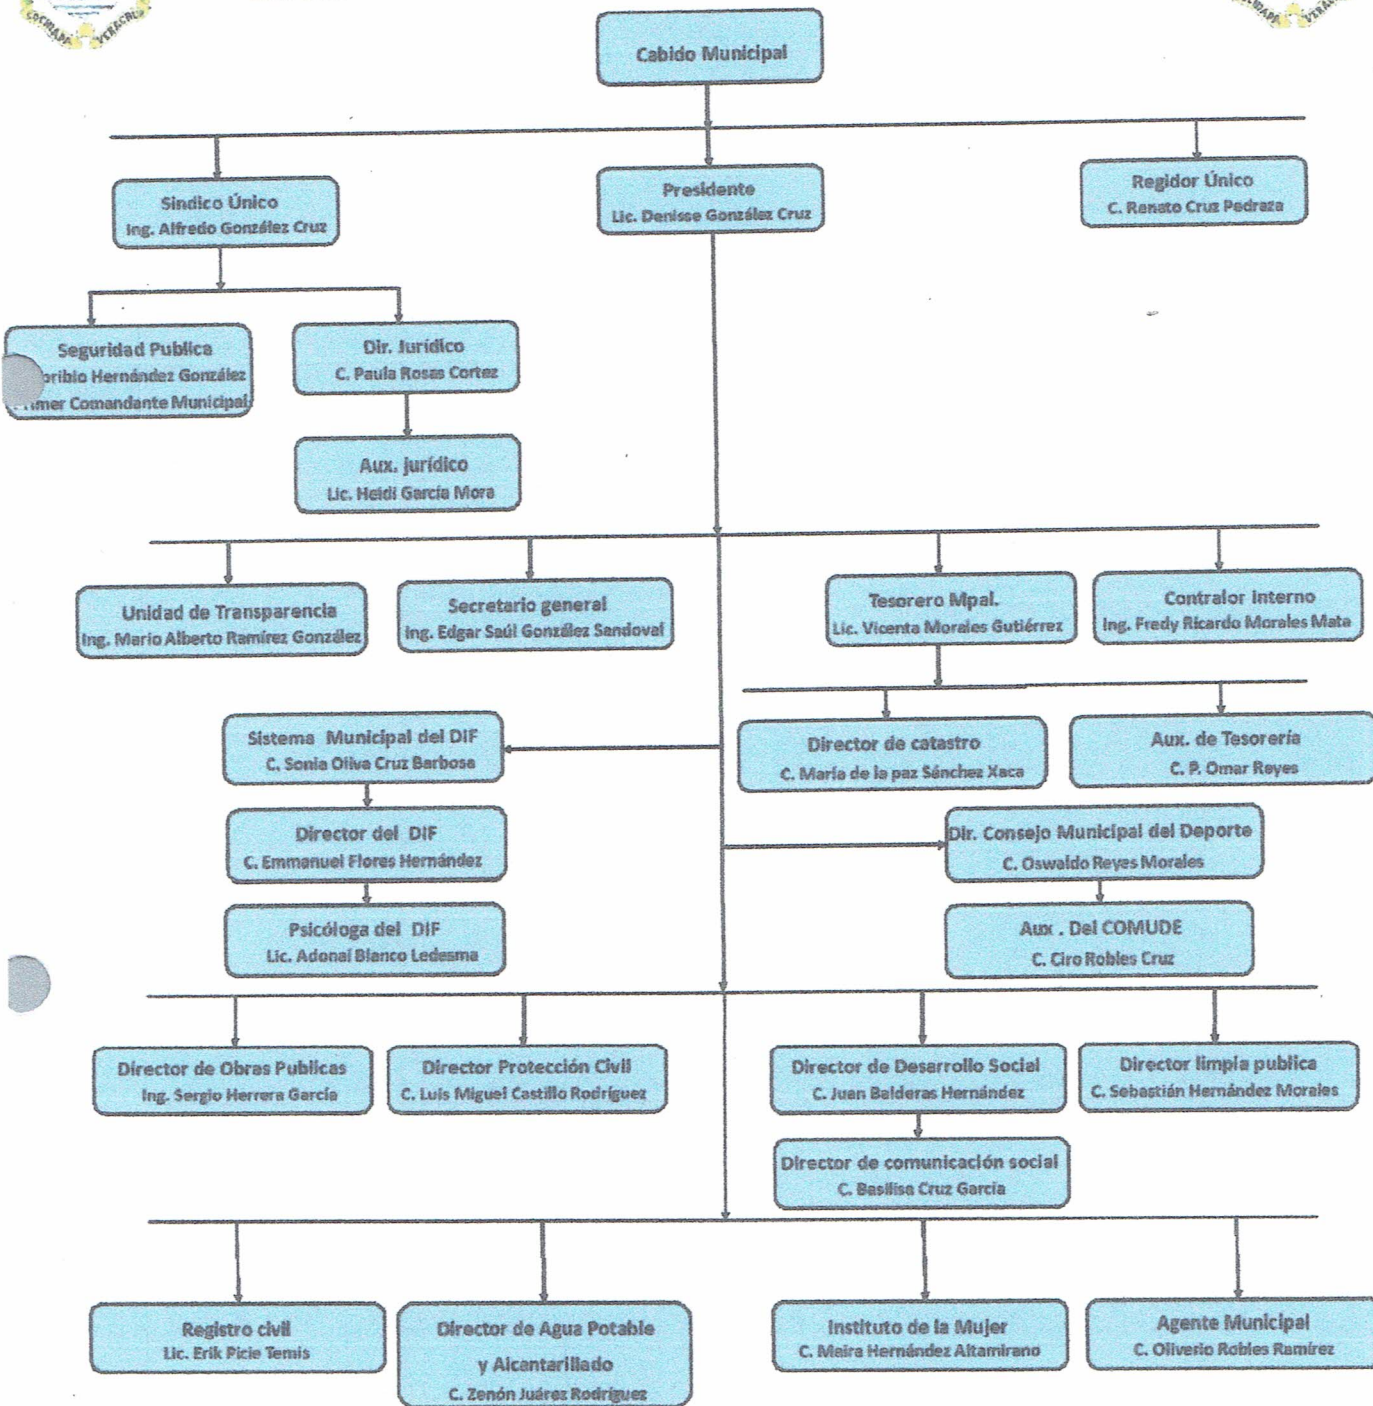 COCIMAPA VERACRUZ
VERA
Cabido Municipal
Sindico Único
Ing. Alfredo González Cruz
Presidente
Lic. Denisse González Cruz
Regidor Único
C. Renato Cruz Pedraza
Seguridad Publica
oribio Hernández González
mer Comandante Municipal
Dir. Jurídico
C. Paula Rosas Cortez
Aux. jurídico
Lic. Heidi García Mora
Unidad de Transparencia
Ing. Mario Alberto Ramírez González
Secretario general
Ing. Edgar Saúl González Sandoval
Tesorero Mpal.
Lic. Vicenta Morales Gutiérrez
Contralor interno
Ing. Fredy Ricardo Morales Mata
Sistema Municipal del DIF
C. Sonia Oliva Cruz Barbosa
Director de catastro
C. María de la paz Sánchez Xaca
Aux. de Tesorería
C. P. Omar Reyes
Director del DIF
C. Emmanuel Flores Hernández
Dir. Consejo Municipal del Deporte
C. Oswaldo Reyes Morales
Psicóloga del DIF
Lic. Adonaí Blanco Ledesma
Aux . Del COMUDE
C. Ciro Robles Cruz
Director de Obras Publicas
Ing. Sergio Herrera García
Director Protección Civil
C. Luis Miguel Castillo Rodríguez
Director de Desarrollo Social
C. Juan Balderas Hernández
Director limpia publica
C. Sebastián Hernández Morales
Director de comunicación social
C. Basilisa Cruz García
Registro civil
Lic. Erik Picie Temis
Director de Agua Potable
y Alcantarillado
C. Zenón Juárez Rodríguez
Instituto de la Mujer
C. Maira Hernández Altamirano
Agente Municipal
C. Oliverio Robles Ramírez